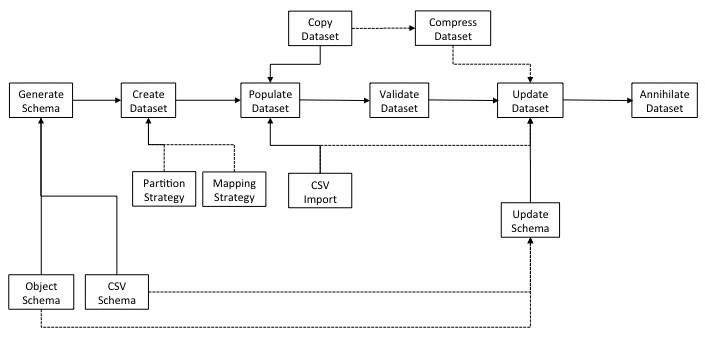 Copy
Dataset
Compress
Dataset
Generate
Schema
Create
Dataset
Populate
Dataset
Validate
Dataset
Update
Dataset
Annihilate
Dataset
Partition
Strategy
Mapping
Strategy
CSV
Import
Update
Schema
Object
Schema
CSV
Schema